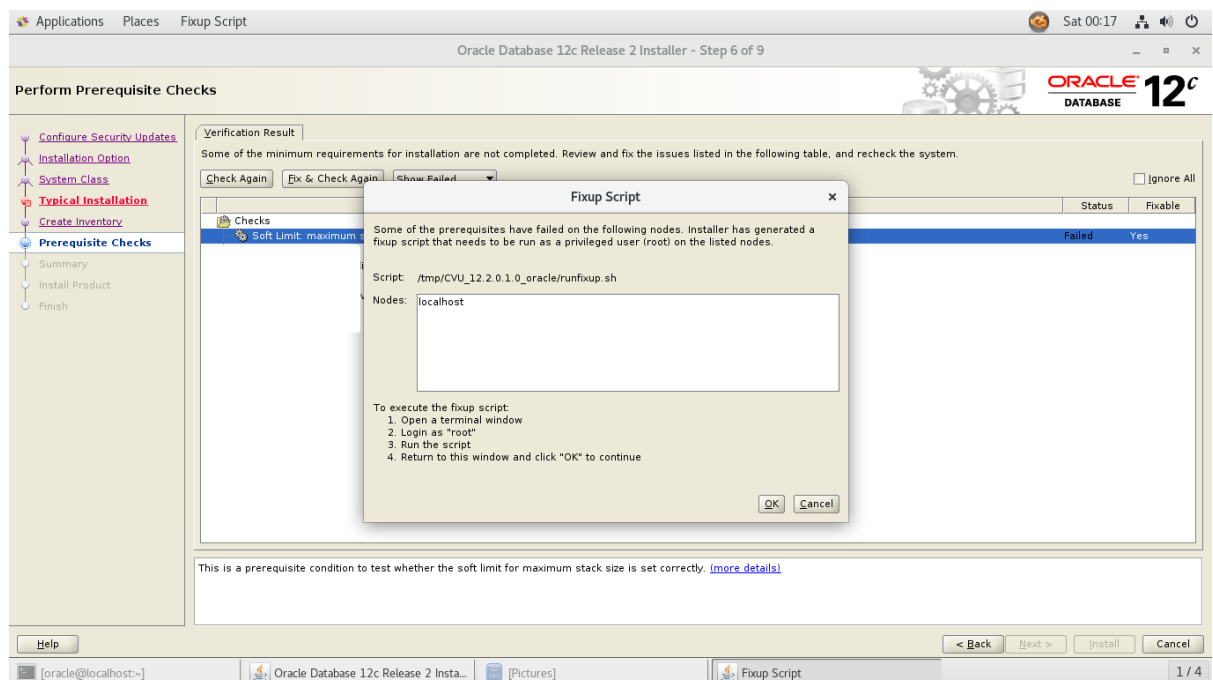 Applications Places Fixup Script Sat 00:17
Oracle Database 12c Release 2 Installer - Step 6 of 9
Perform Prerequisite Checks
ORACLE
DATABASE 12c
Configure Security Updates
Installation Option
System Class
Typical Installation
Create Inventory
Prerequisite Checks
Summary
Install Product
Finish
Verification Result
Some of the minimum requirements for installation are not completed. Review and fix the issues listed in the following table, and recheck the system.
Check Again Fix & Check Again Show Failed Ignore All
Status Fixable
Checks
Soft Limit: maximum Failed Yes
Fixup Script
Some of the prerequisites have failed on the following nodes. Installer has generated a
fixup script that needs to be run as a privileged user (root) on the listed nodes.
Script: /tmp/CVU_12.2.0.1.0_oracle/runfixup.sh
Nodes: localhost
To execute the fixup script:
1. Open a terminal window
2. Login as "root"
3. Run the script
4. Return to this window and click "OK" to continue
OK Cancel
This is a prerequisite condition to test whether the soft limit for maximum stack size is set correctly. (more details)
Help < Back Next > Install Cancel
[oracle@localhost:~] Oracle Database 12c Release 2 Insta... [Pictures] Fixup Script 1 / 4